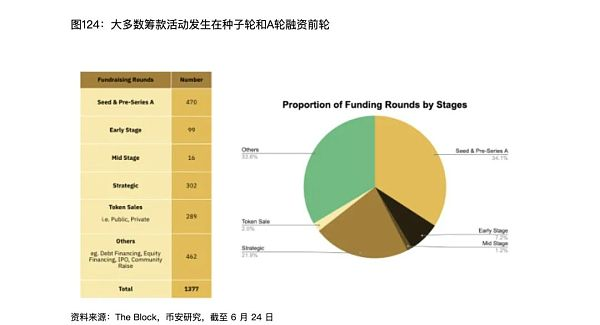 图124：大多数筹款活动发生在种子轮和A轮融资前轮
Fundraising Rounds Number
Seed & Pre-Series A 470
Early Stage 99
Mid Stage 16
Strategic 302
Token Sales
i.e. Public, Private
289
Others
eg. Debt Financing, Equity
Financing, IPO, Community
Raise
462
Total 1377
Proportion of Funding Rounds by Stages
Others
33.6%
Seed & Pre-Series A
34.1%
Token Sale
Early Stage
7.2%
Mid Stage
1.2%
Strategic
21.9%
资料来源：The Block，币安研究，截至 6 月 24 日